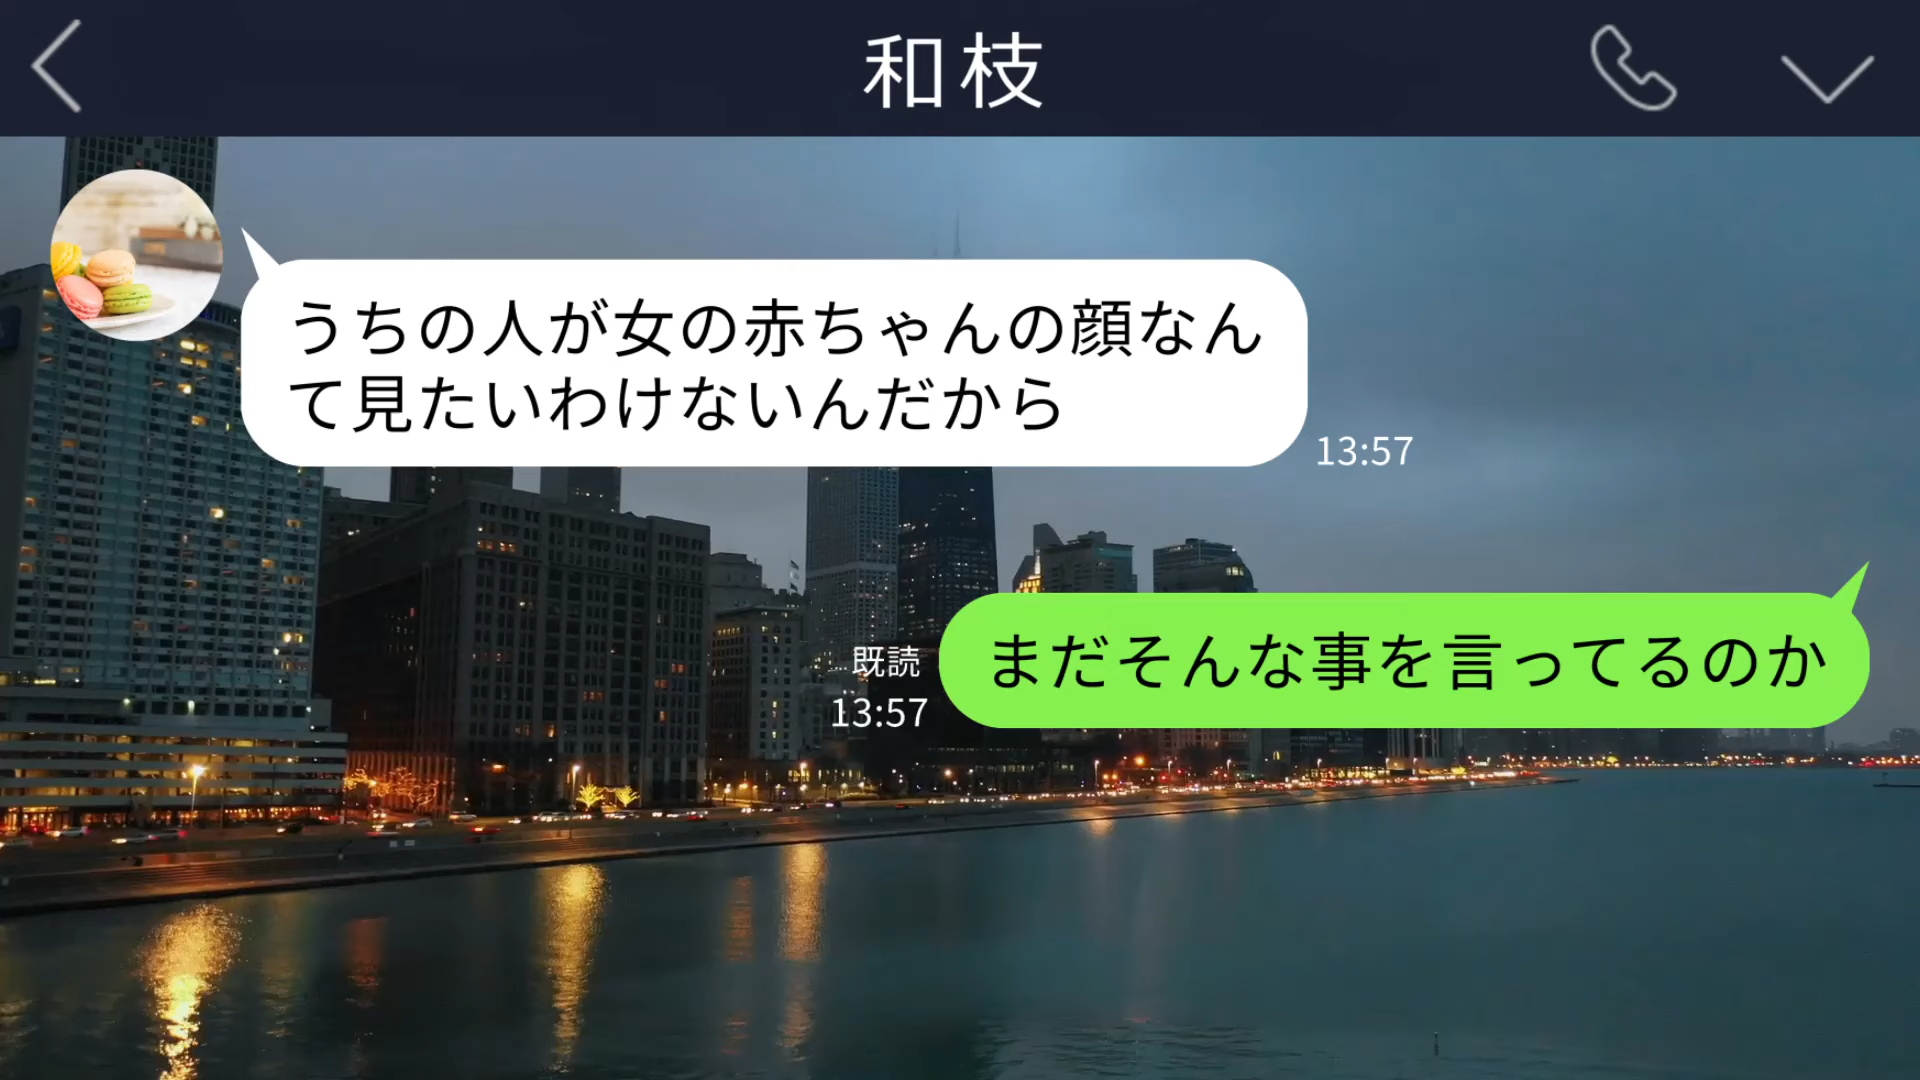 和枝
うちの人が女の赤ちゃんの顔なん
て見たいわけないんだから
13:57
まだそんな事を言ってるのか
既読
13:57